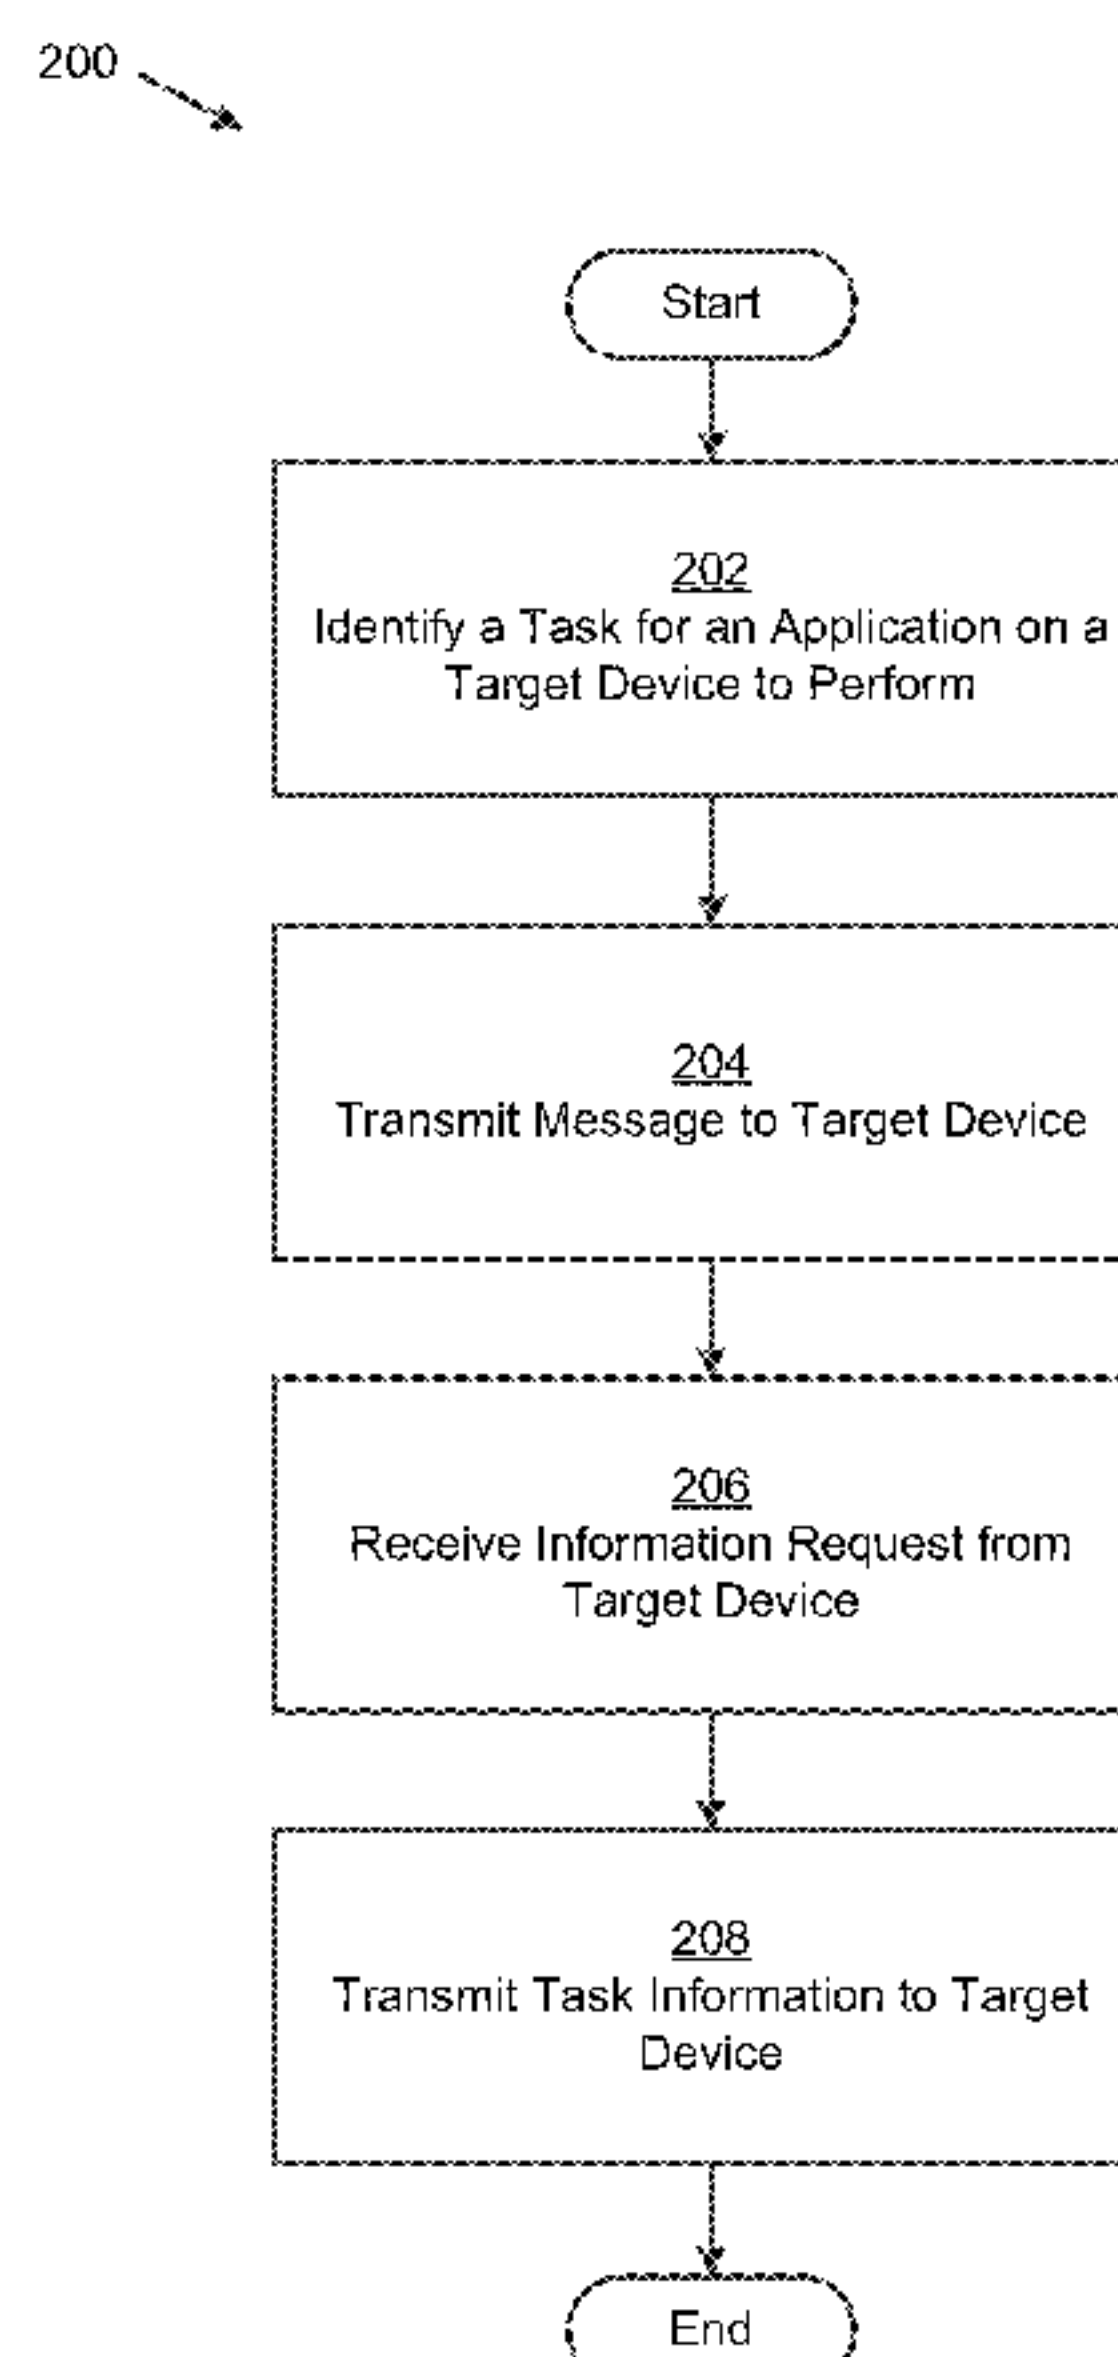 200
Start
202
Identify a Task for an Application on a
Target Device to Perform
204
Transmit Message to Target Device
206
Receive Information Request from
Target Device
208
Transmit Task Information to Target
Device
End